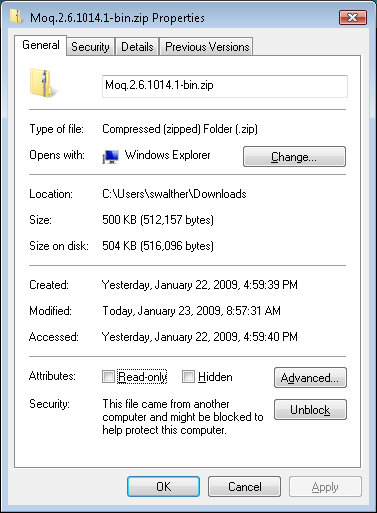 Moq.2.6.1014.1-bin.zip Properties
General Security Details Previous Versions
Moq.2.6.1014.1-bin.zip
Type of file: Compressed (zipped) Folder (.zip)
Opens with: Windows Explorer Change...
Location: C:\Users\swalther\Downloads
Size: 500 KB (512,157 bytes)
Size on disk: 504 KB (516,096 bytes)
Created: Yesterday, January 22, 2009, 4:59:39 PM
Modified: Today, January 23, 2009, 8:57:31 AM
Accessed: Yesterday, January 22, 2009, 4:59:40 PM
Attributes: Read-only Hidden Advanced...
Security: This file came from another
computer and might be blocked to
help protect this computer.
Unblock
OK Cancel Apply